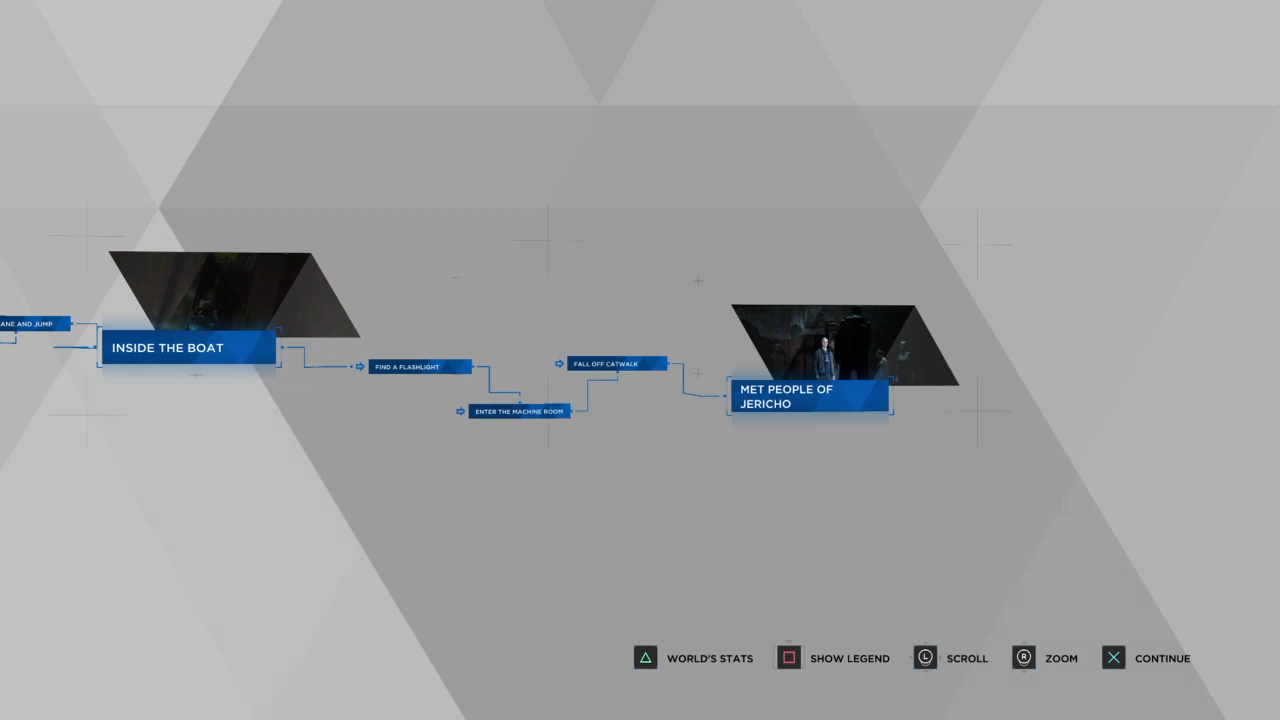 ANE AND JUMP
INSIDE THE BOAT
FIND A FLASHLIGHT
ENTER THE MACHINE ROOM
FALL OFF CATWALK
MET PEOPLE OF
JERICHO
WORLD'S STATS
SHOW LEGEND
L
SCROLL
R
ZOOM
CONTINUE